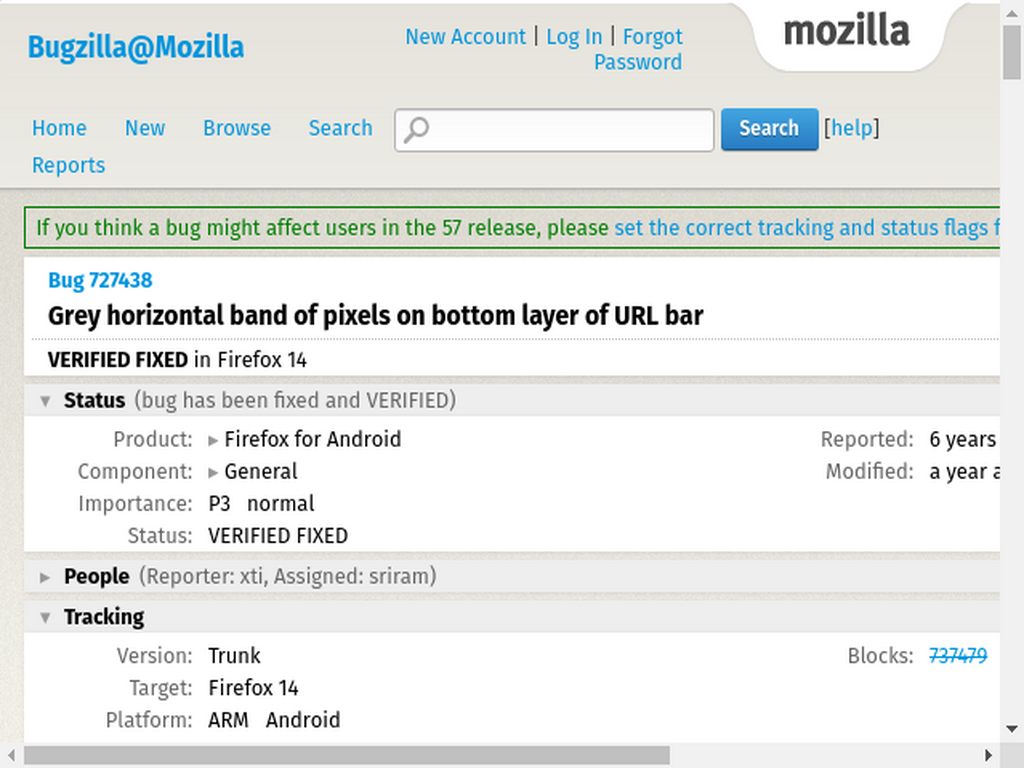 Bugzilla@Mozilla
New Account | Log In | Forgot
Password
mozilla
Home New Browse Search Search [help]
Reports
If you think a bug might affect users in the 57 release, please set the correct tracking and status flags f
Bug 727438
Grey horizontal band of pixels on bottom layer of URL bar
VERIFIED FIXED in Firefox 14
Status (bug has been fixed and VERIFIED)
Product: Firefox for Android Reported: 6 years
Component: General Modified: a year a
Importance: P3 normal
Status: VERIFIED FIXED
People (Reporter: xti, Assigned: sriram)
Tracking
Version: Trunk Blocks: 737479
Target: Firefox 14
Platform: ARM Android